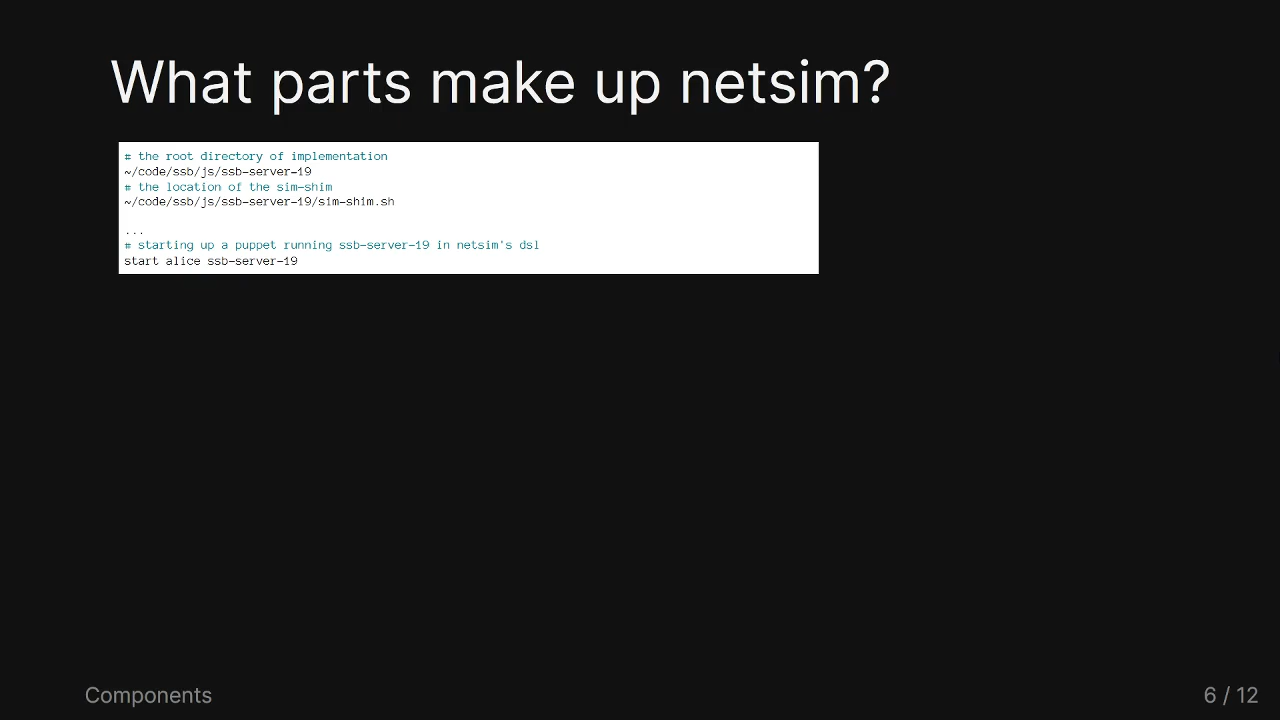 What parts make up netsim?
# the root directory of implementation
~/code/ssb/js/ssb-server-19
# the location of the sim-shim
~/code/ssb/js/ssb-server-19/sim-shim.sh
...
# starting up a puppet running ssb-server-19 in netsim's dsl
start alice ssb-server-19
Components
6 / 12